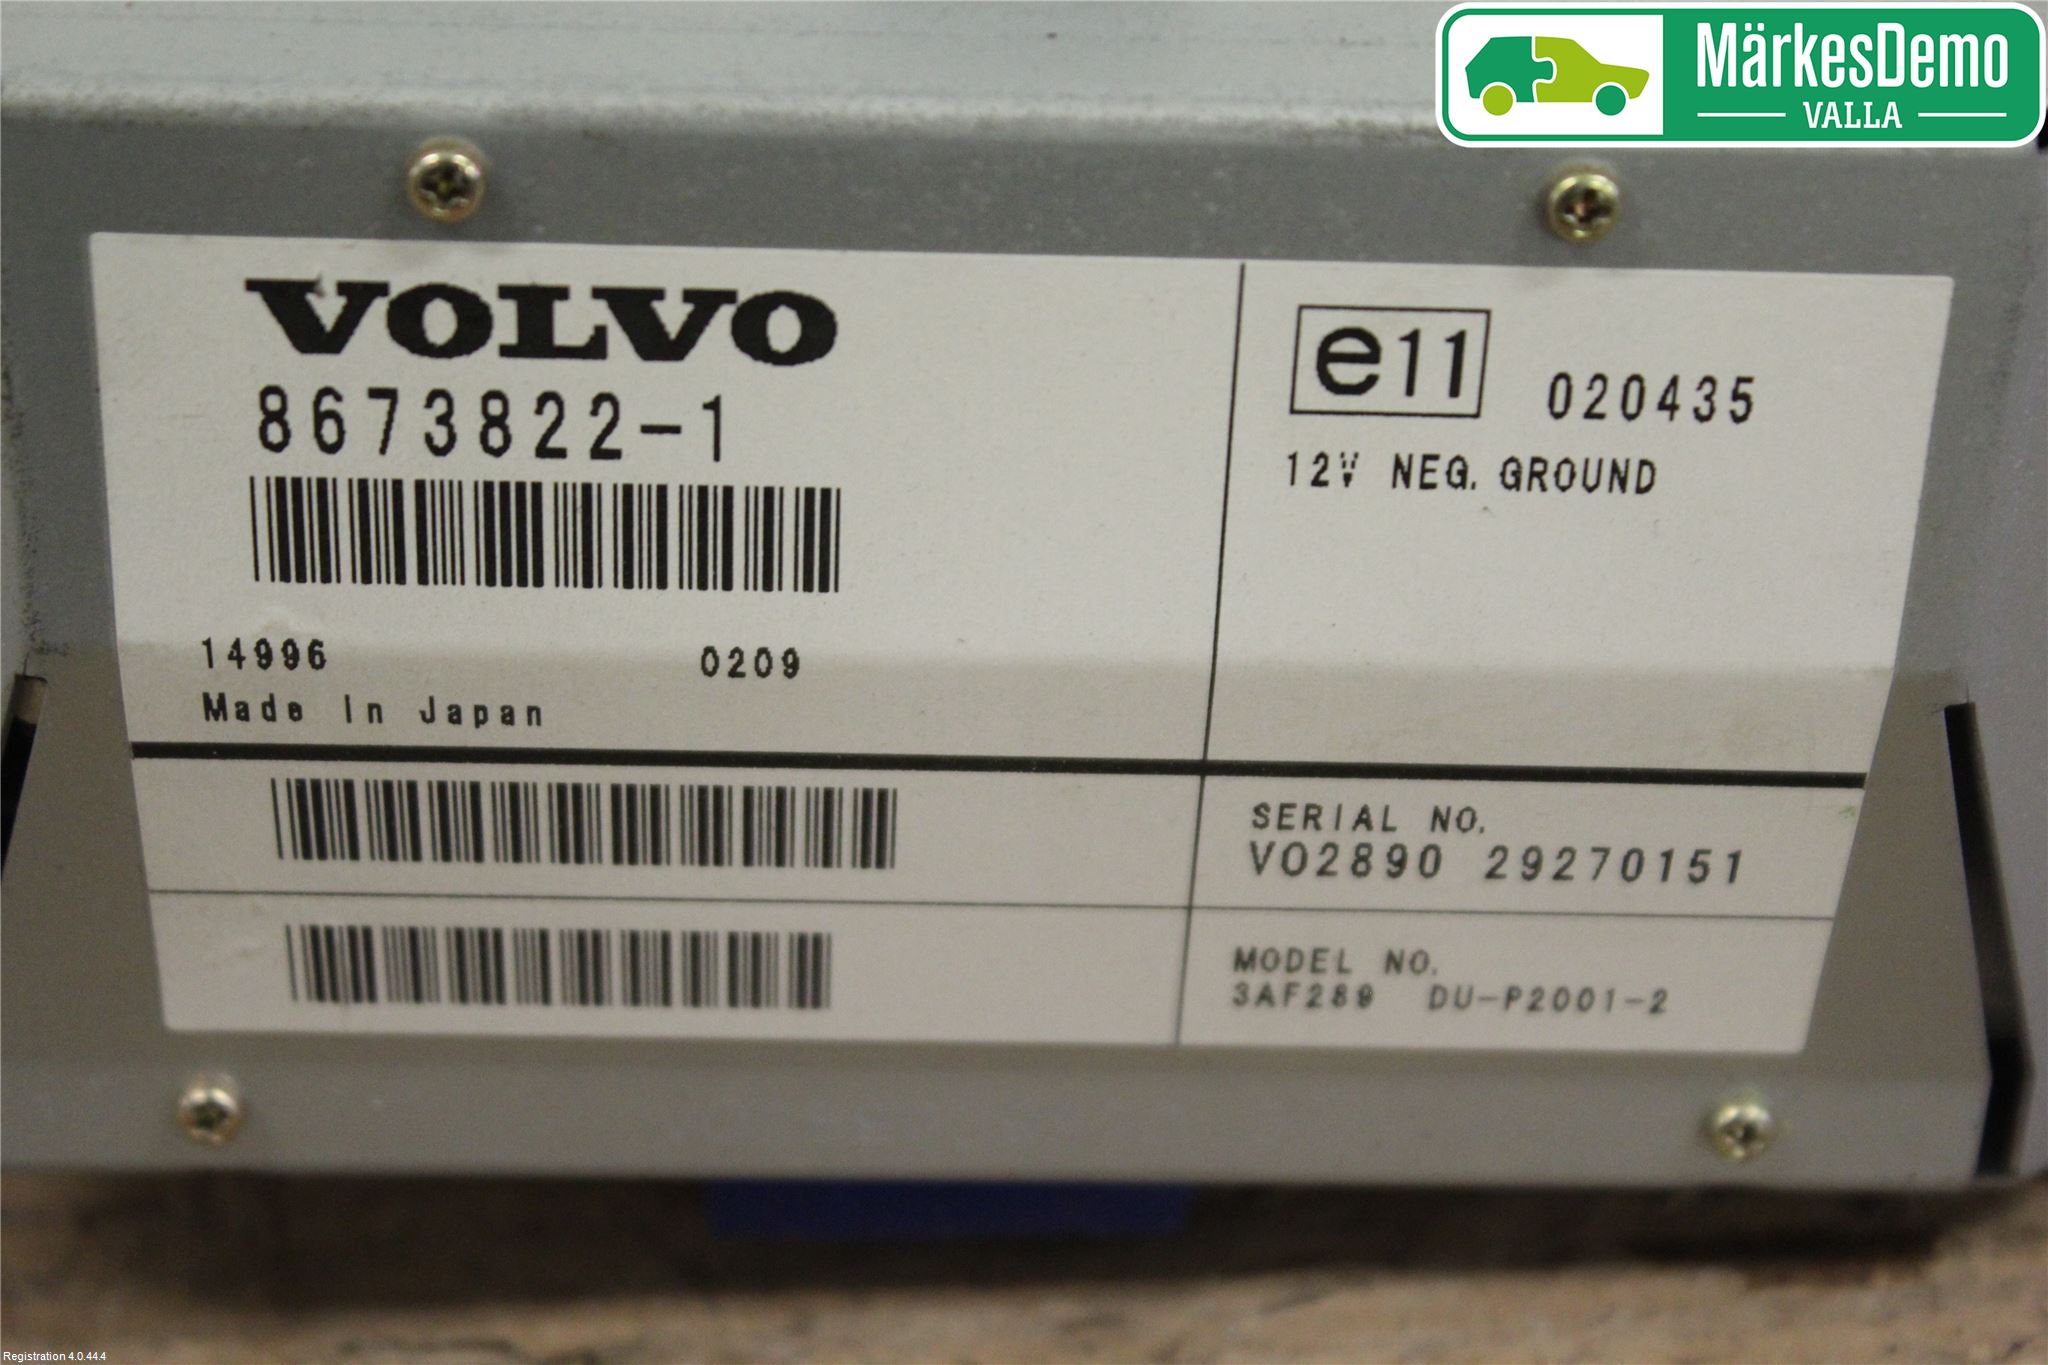 MärkesDemo
VALLA
VOLVO
8673822-1
14996 0209
Made In Japan
e11 020435
12V NEG. GROUND
SERIAL NO.
VO2890 29270151
MODEL NO.
3AF289 DU-P2001-2
Registration 4.0.44.4